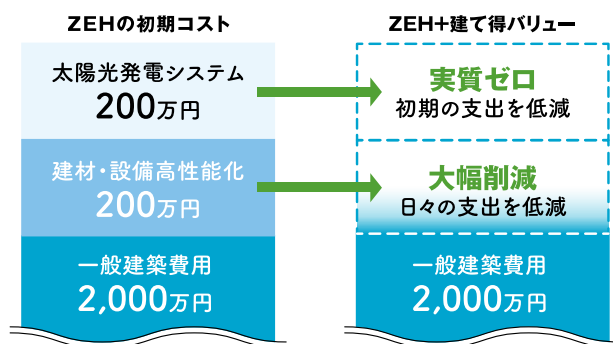 ZEHの初期コスト
太陽光発電システム
200万円
建材・設備高性能化
200万円
一般建築費用
2,000万円
ZEH+建て得バリュー
実質ゼロ
初期の支出を低減
大幅削減
日々の支出を低減
一般建築費用
2,000万円